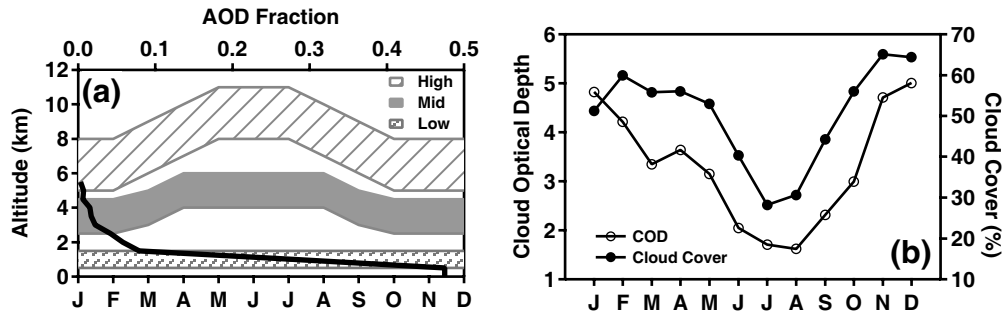 AOD Fraction
0.0 0.1 0.2 0.3 0.4 0.5
Altitude (km)
12
10
8
6
4
2
0
(a)
High
Mid
Low
J F M A M J J A S O N D
Cloud Optical Depth
6
5
4
3
2
1
COD
Cloud Cover
(b)
70
60
50
40
30
20
10
Cloud Cover (%)
J F M A M J J A S O N D